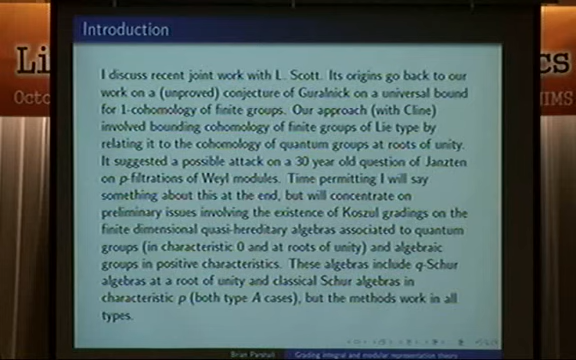 Introduction
Li
cs
Octo
IMS
I discuss recent joint work with L. Scott. Its origins go back to our
work on a (unproved) conjecture of Guralnick on a universal bound
for 1-cohomology of finite groups. Our approach (with Cline)
involved bounding cohomology of finite groups of Lie type by
relating it to the cohomology of quantum groups at roots of unity.
It suggested a possible attack on a 30 year old question of Janzten
on p-filtrations of Weyl modules. Time permitting I will say
something about this at the end, but will concentrate on
preliminary issues involving the existence of Koszul gradings on the
finite dimensional quasi-hereditary algebras associated to quantum
groups (in characteristic 0 and at roots of unity) and algebraic
groups in positive characteristics. These algebras include q-Schur
algebras at a root of unity and classical Schur algebras in
characteristic p (both type A cases), but the methods work in all
types.
Brian Parshall Grading integral and modular representation theory